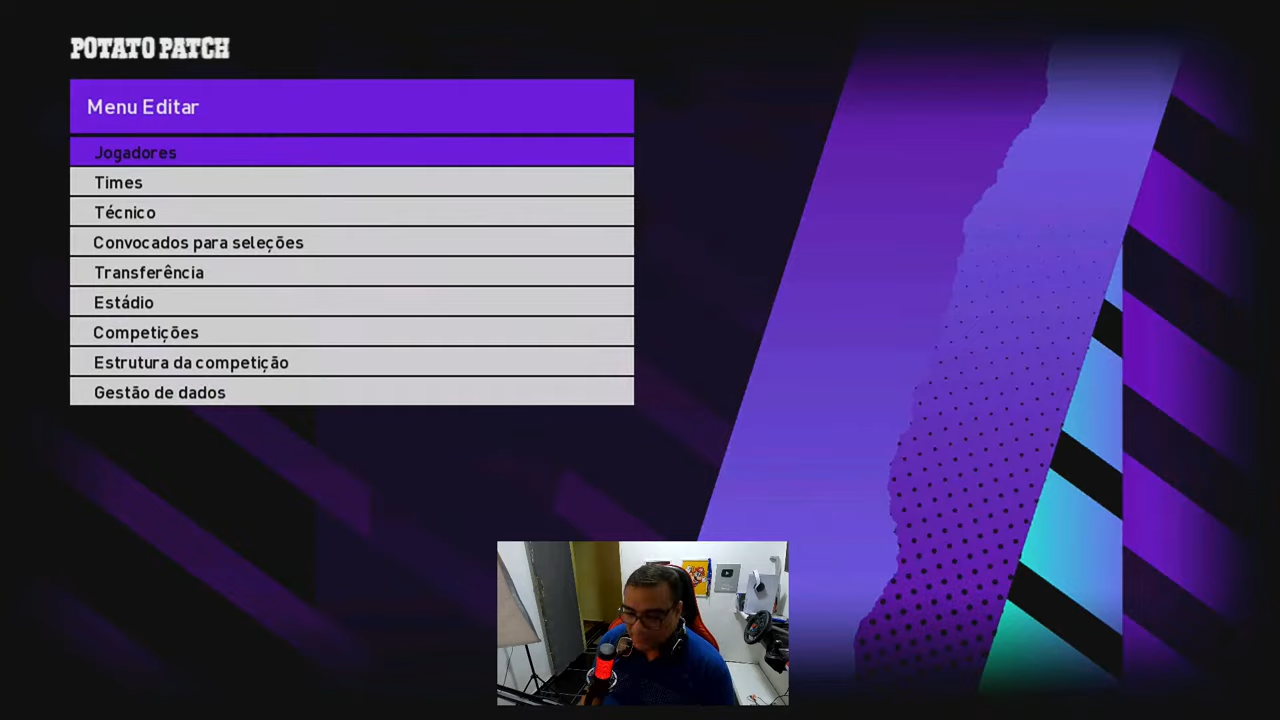 POTATO PATCH
Menu Editar
Jogadores
Times
Técnico
Convocados para seleções
Transferência
Estádio
Competições
Estrutura da competição
Gestão de dados